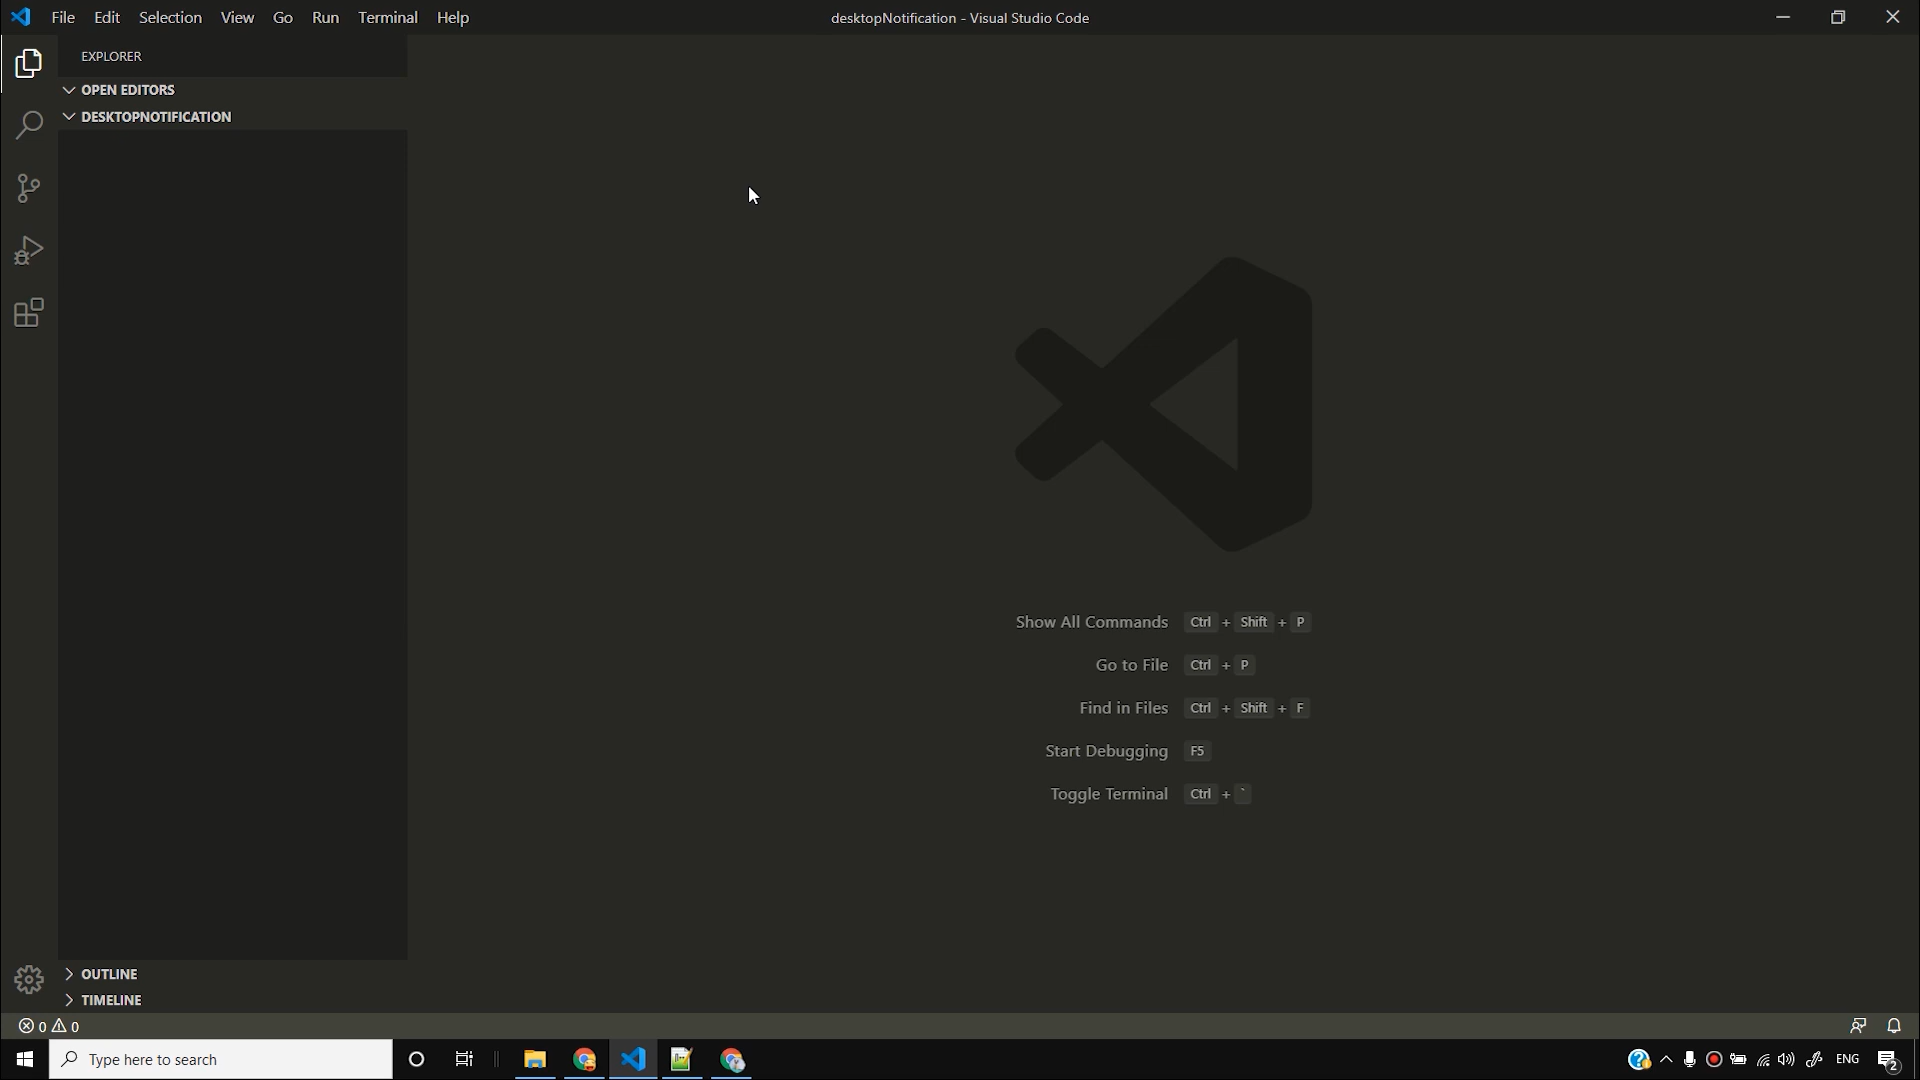 File Edit Selection View Go Run Terminal Help
desktopNotification - Visual Studio Code
EXPLORER
OPEN EDITORS
DESKTOPNOTIFICATION
Show All Commands Ctrl + Shift + P
Go to File Ctrl + P
Find in Files Ctrl + Shift + F
Start Debugging F5
Toggle Terminal Ctrl + `
OUTLINE
TIMELINE
0 0
Type here to search
ENG
2